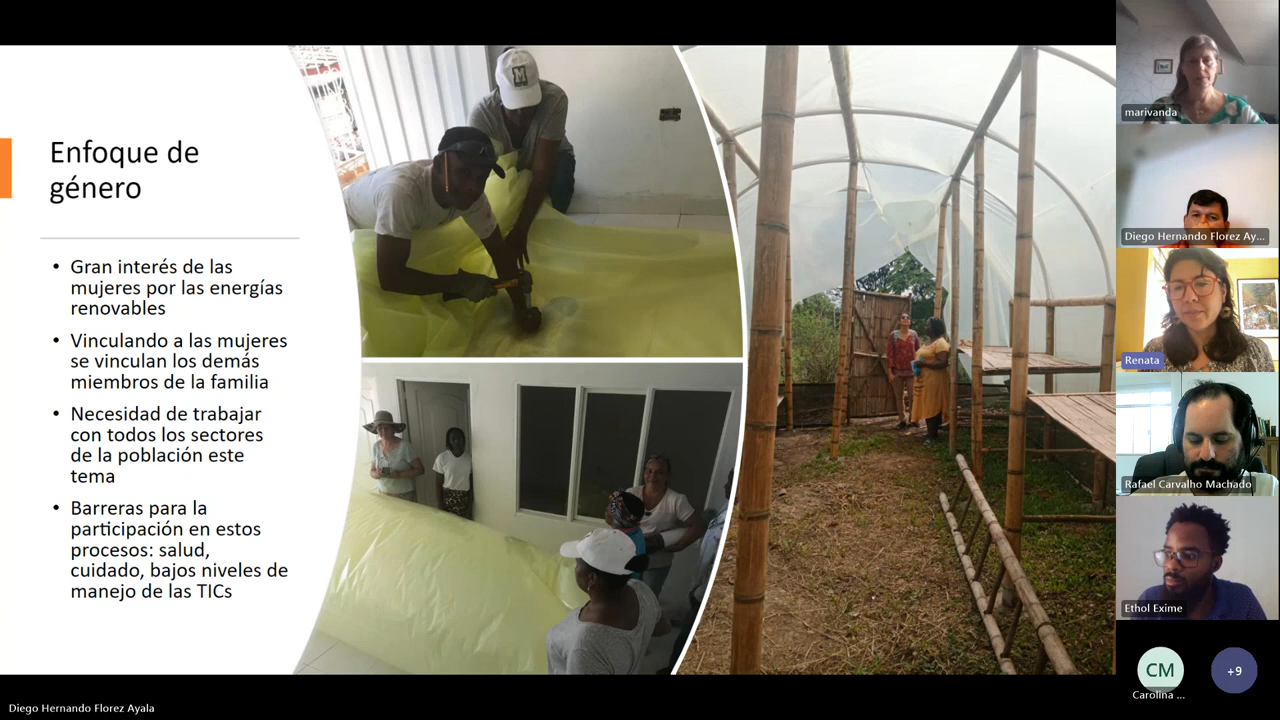 Enfoque de
género
• Gran interés de las
mujeres por las energías
renovables
• Vinculando a las mujeres
se vinculan los demás
miembros de la familia
• Necesidad de trabajar
con todos los sectores
de la población este
tema
• Barreras para la
participación en estos
procesos: salud,
cuidado, bajos niveles de
manejo de las TICs
M
marivanda
Diego Hernando Florez Ay...
Renata
Rafael Carvalho Machado
Ethol Exime
CM
Carolina ...
+9
Diego Hernando Florez Ayala